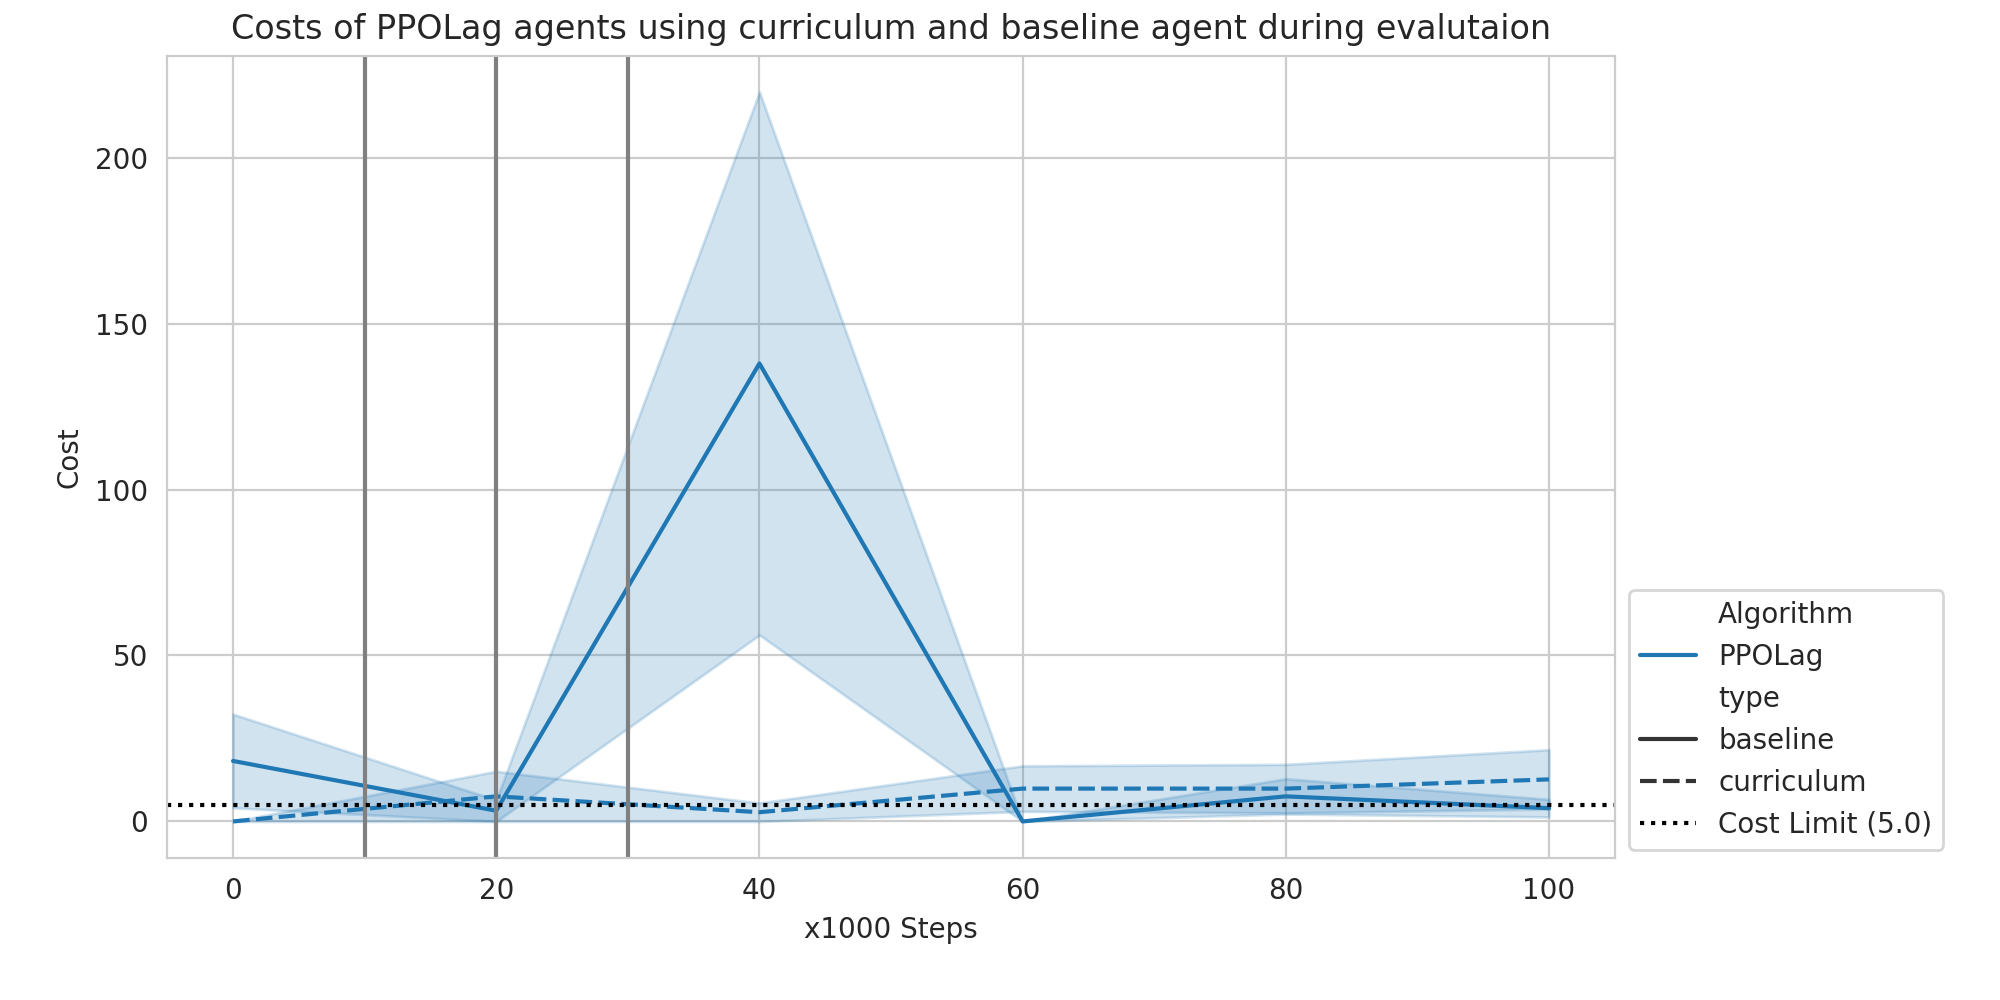 Costs of PPOLag agents using curriculum and baseline agent during evalutaion
200
150
100
50
0
Cost
0 20 40 60 80 100
x1000 Steps
Algorithm
PPOLag
type
baseline
curriculum
Cost Limit (5.0)